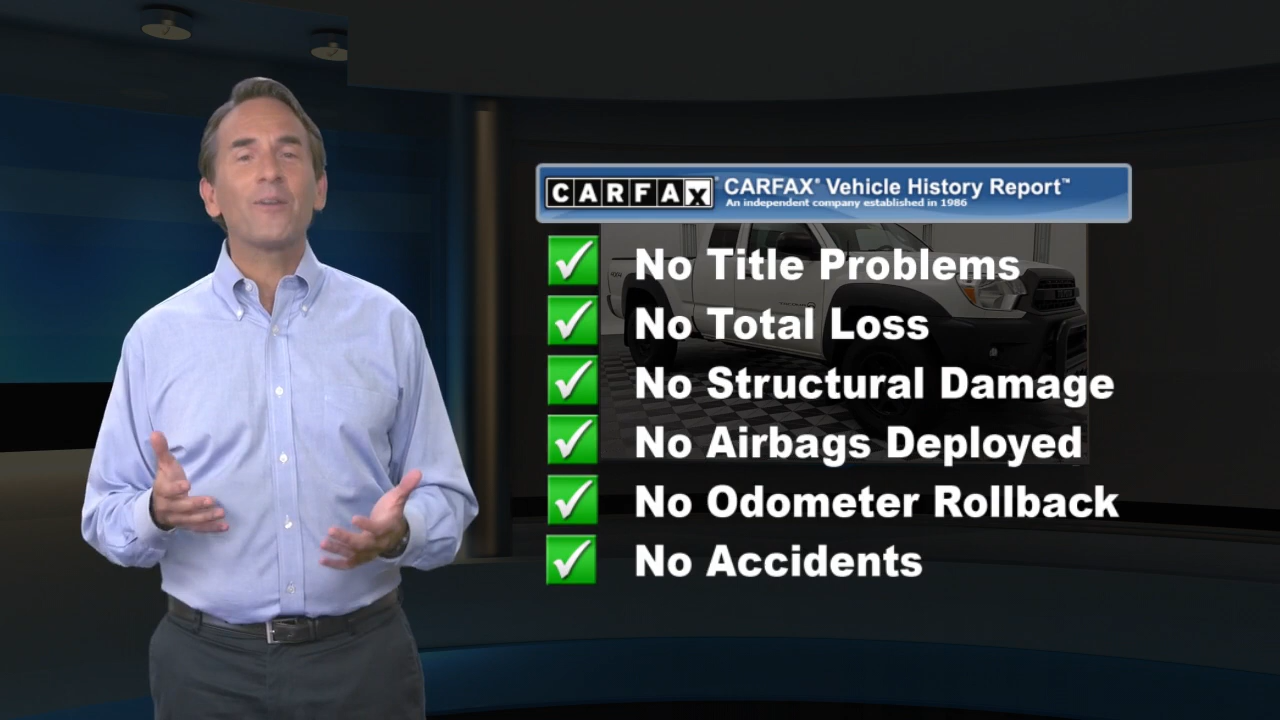 CARFAX® CARFAX® Vehicle History Report™
An independent company established in 1986
No Title Problems
No Total Loss
No Structural Damage
No Airbags Deployed
No Odometer Rollback
No Accidents